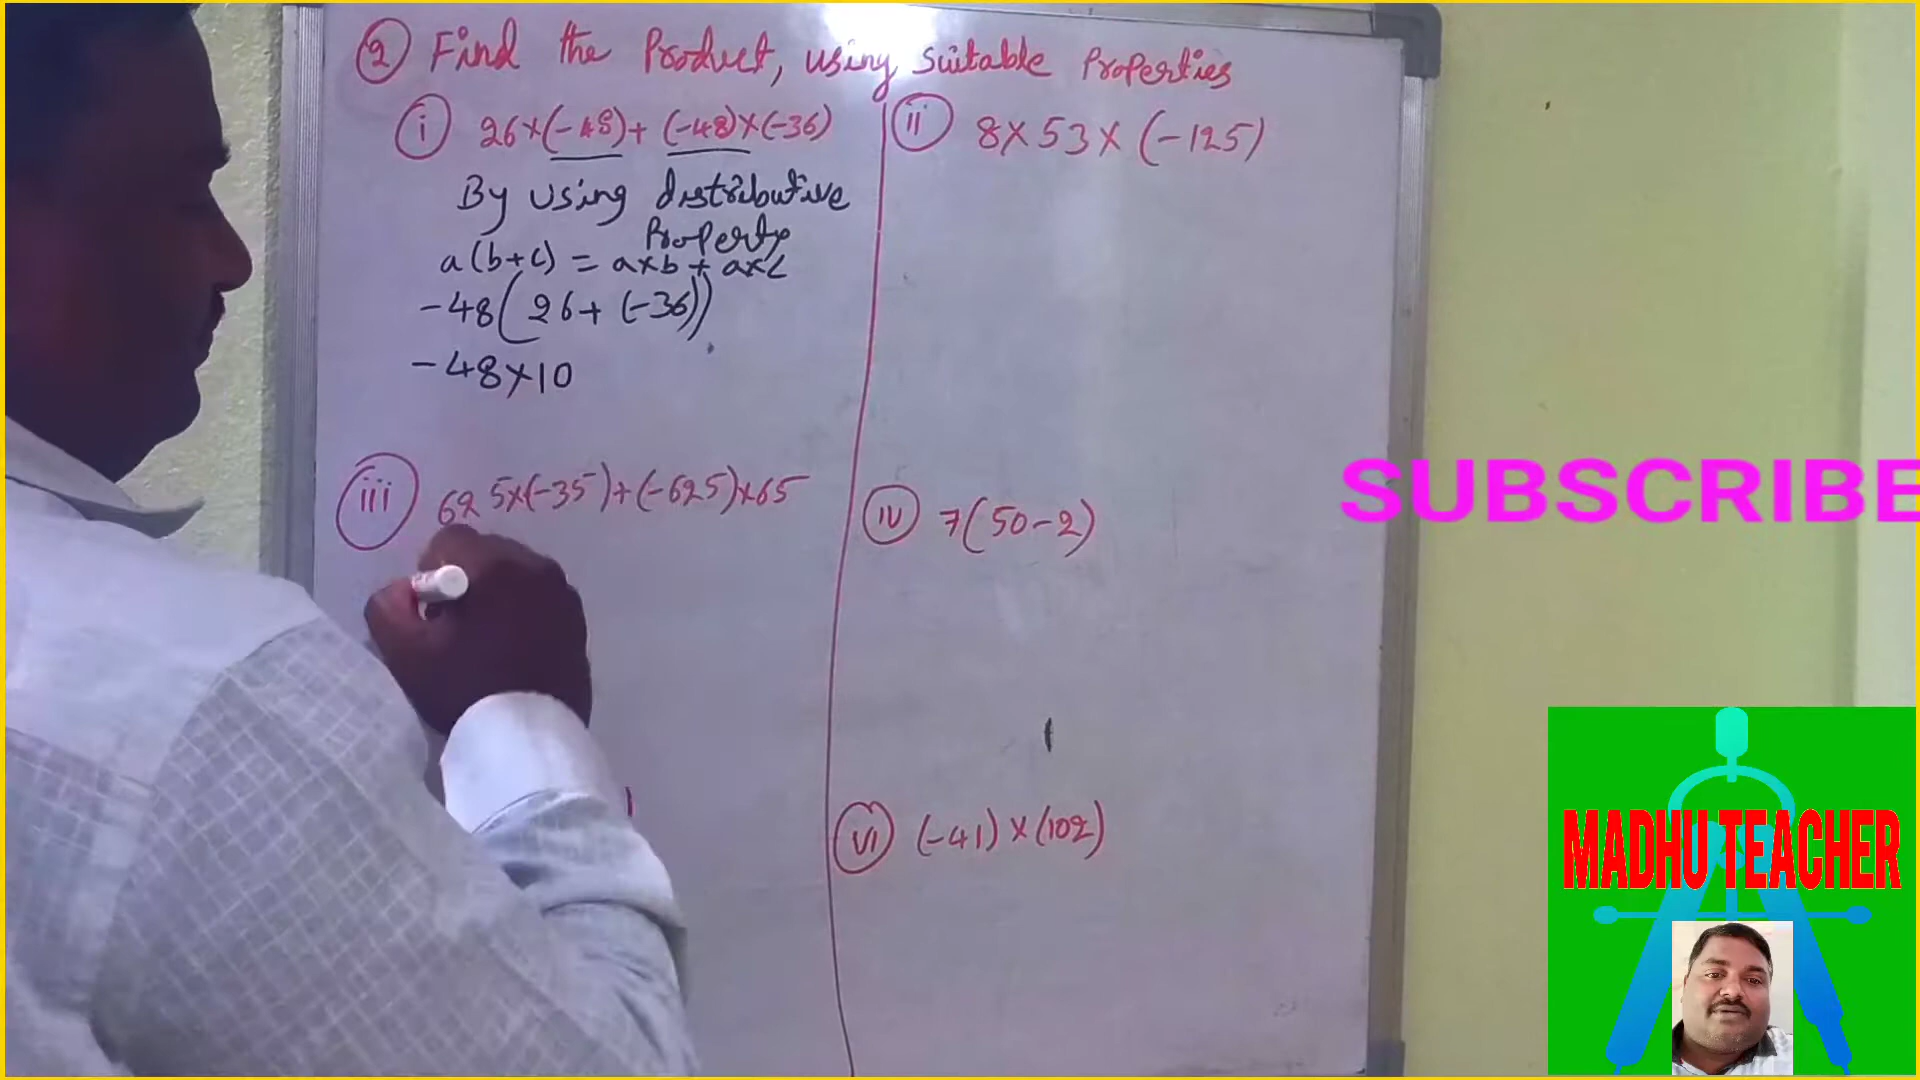 2 Find the Product, using Suitable Properties
i 26×(-48)+(-48)×(-36)
By using distributive
Property
a(b+c) = a×b + a×c
-48(26+(-36))
-48×10
ii 8×53×(-125)
iii 625×(-35)+(-625)×65
iv 7(50-2)
vi (-41)×(102)
SUBSCRIBE
MADHU TEACHER